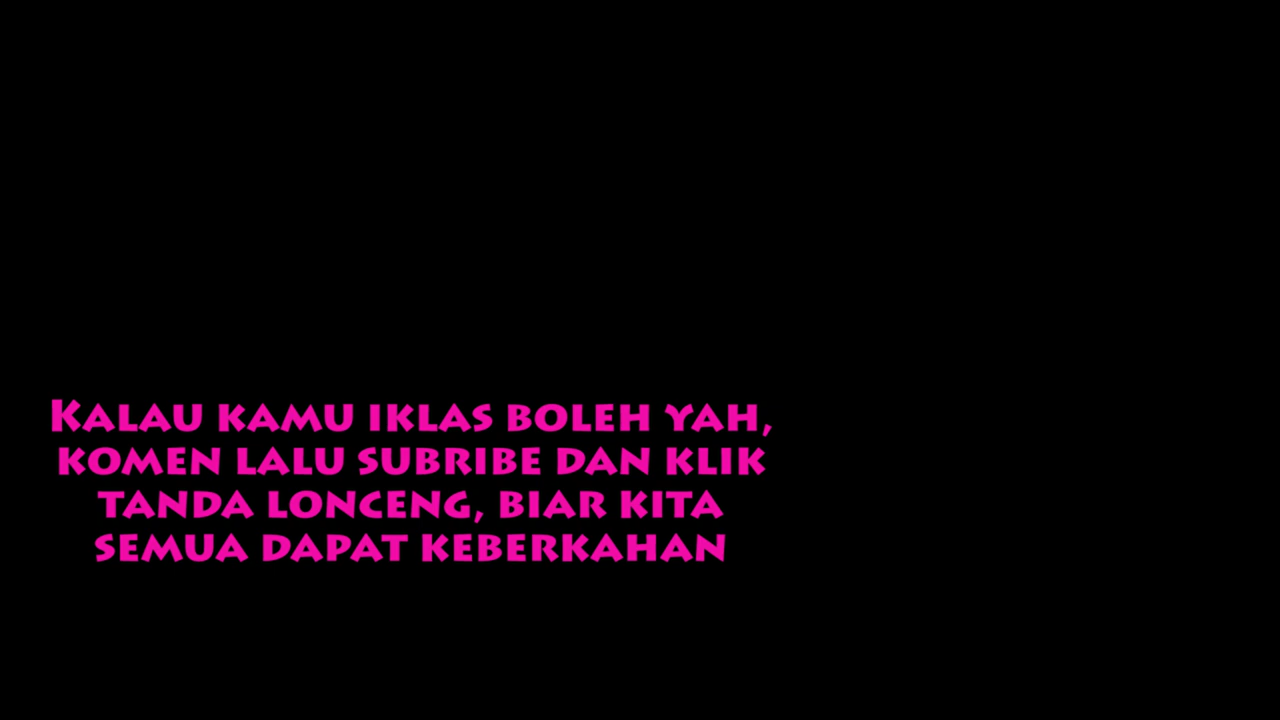 Kalau kamu iklas boleh yah,
komen lalu subribe dan klik
tanda lonceng, biar kita
semua dapat keberkahan